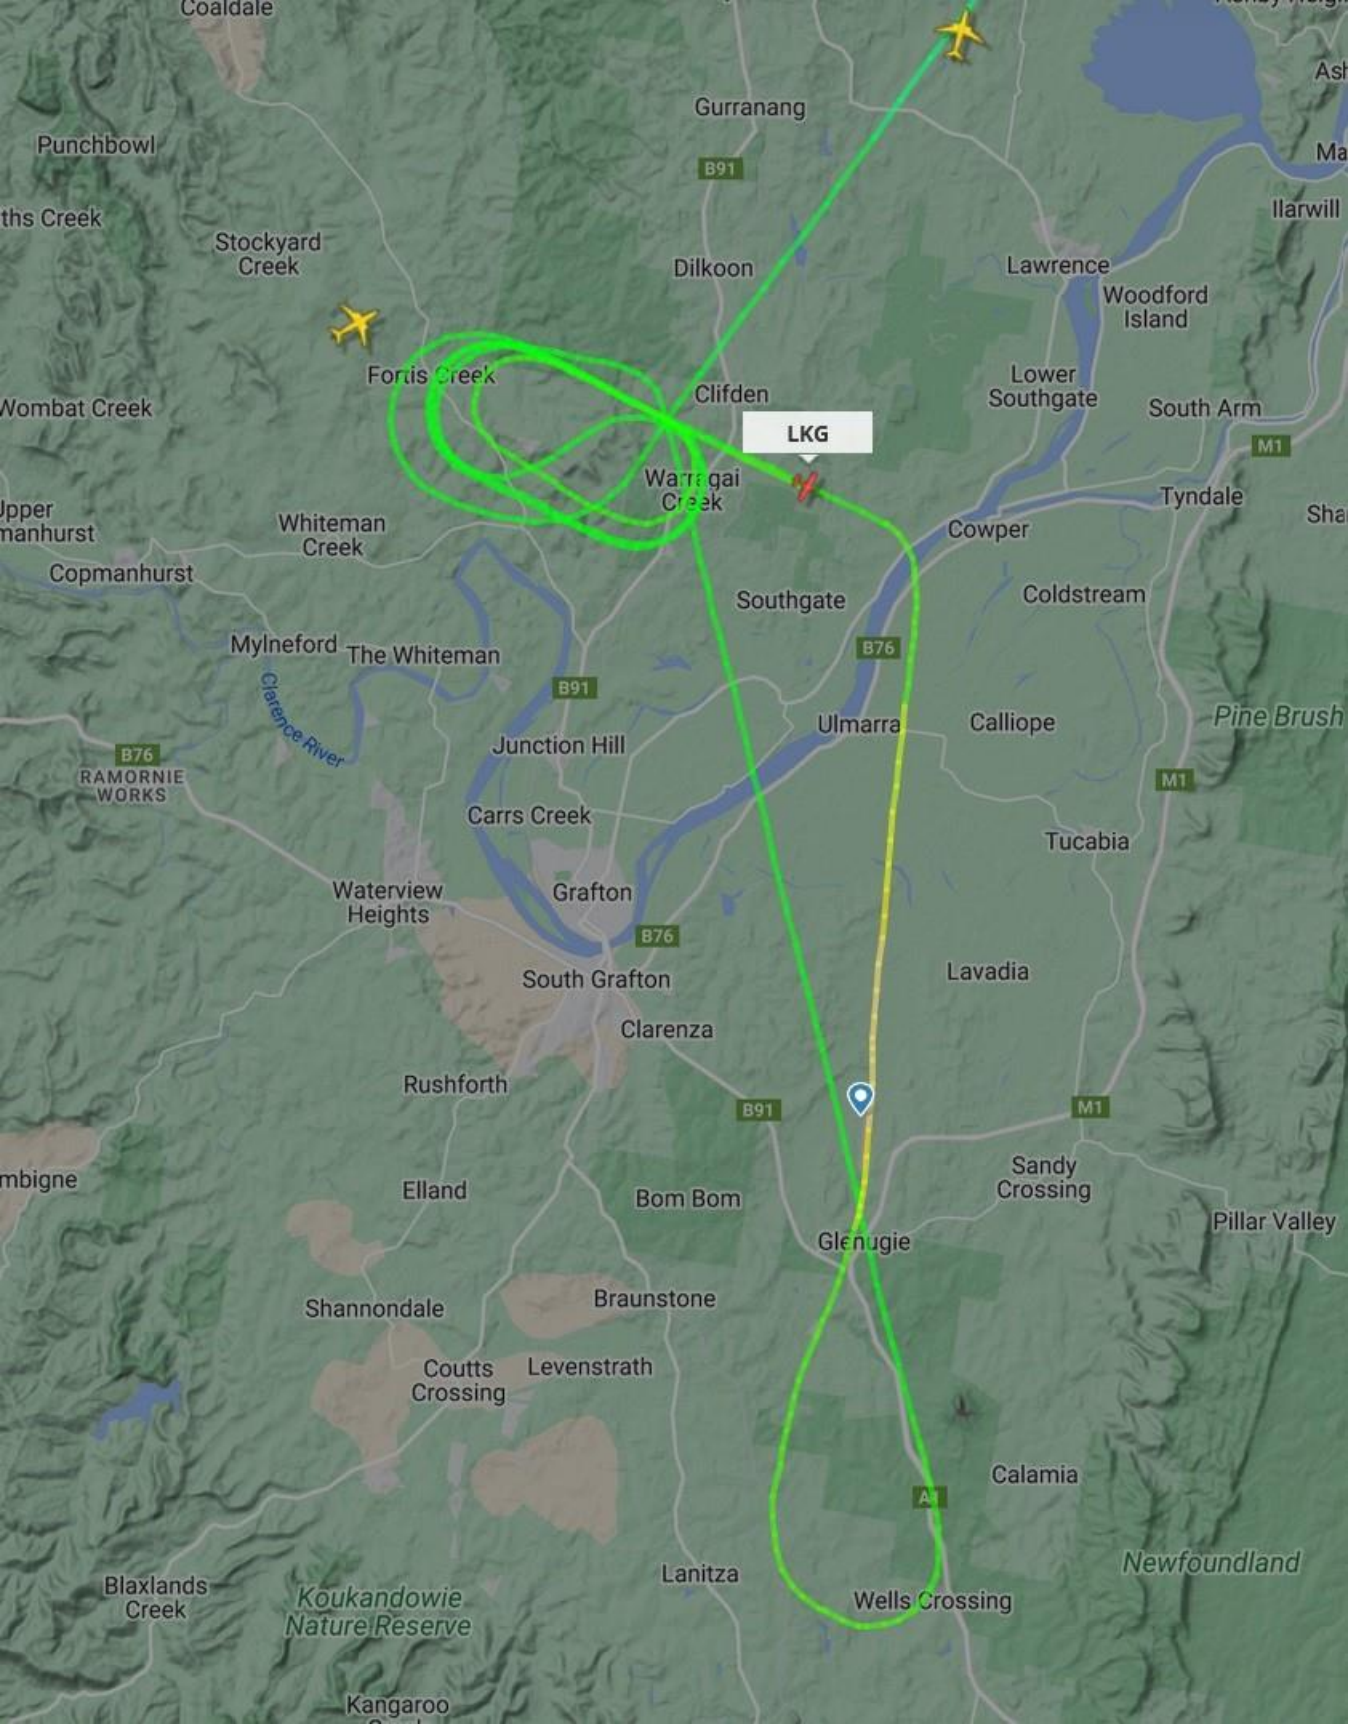 Coaldale
Gurranang
Punchbowl
B91
ths Creek
Ilarwill
Stockyard
Creek
Dilkoon
Lawrence
Woodford
Island
Fortis Creek
Clifden
Lower
Southgate
Wombat Creek
South Arm
LKG
M1
Warragai
Creek
Tyndale
Upper
manhurst
Whiteman
Creek
Cowper
Sha
Copmanhurst
Southgate
Coldstream
Mylneford
The Whiteman
B76
Clarence River
B91
Ulmarra
Calliope
Pine Brush
Junction Hill
B76
RAMORNIE
WORKS
M1
Carrs Creek
Tucabia
Waterview
Heights
Grafton
B76
South Grafton
Lavadia
Clarenza
Rushforth
B91
M1
mbigne
Elland
Bom Bom
Sandy
Crossing
Pillar Valley
Glenugie
Shannondale
Braunstone
Coutts
Crossing
Levenstrath
Calamia
Lanitza
Newfoundland
Blaxlands
Creek
Koukandowie
Nature Reserve
Wells Crossing
Kangaroo